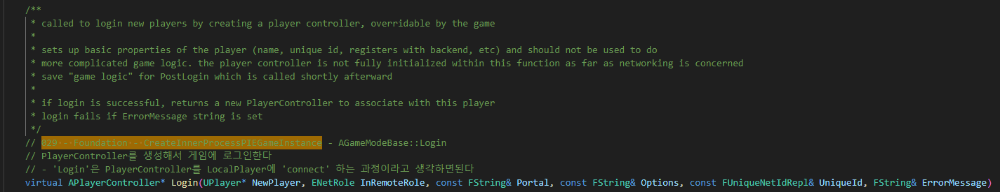 /**
* called to login new players by creating a player controller, overridable by the game
*
* sets up basic properties of the player (name, unique id, registers with backend, etc) and should not be used to do
* more complicated game logic. the player controller is not fully initialized within this function as far as networking is concerned
* save "game logic" for PostLogin which is called shortly afterward
*
* if login is successful, returns a new PlayerController to associate with this player
* login fails if ErrorMessage string is set
*/
// 029 - Foundation - CreateInnerProcessPIEGameInstance - AGameModeBase::Login
// PlayerController를 생성해서 게임에 로그인한다
// - 'Login'은 PlayerController를 LocalPlayer에 'connect' 하는 과정이라고 생각하면된다
virtual APlayerController* Login(UPlayer* NewPlayer, ENetRole InRemoteRole, const FString& Portal, const FString& Options, const FUniqueNetIdRepl& UniqueId, FString& ErrorMessage)